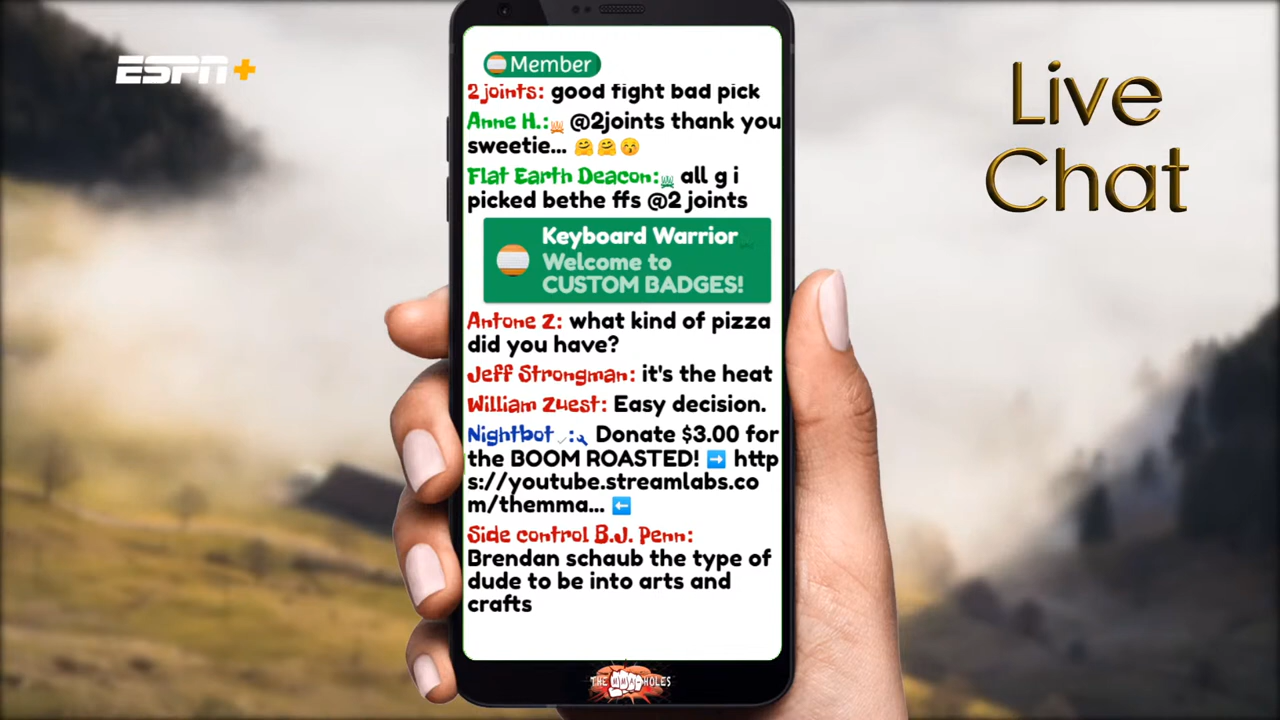 ESPN+
Live
Chat
Member
2 joints: good fight bad pick
Anne H.: @2joints thank you
sweetie... 🤗🤗😚
Flat Earth Deacon: all g i
picked bethe ffs @2 joints
Keyboard Warrior
Welcome to
CUSTOM BADGES!
Antone Z: what kind of pizza
did you have?
Jeff Strongman: it's the heat
William Zuest: Easy decision.
Nightbot : Donate $3.00 for
the BOOM ROASTED! ➡️ http
s://youtube.streamlabs.co
m/themma... ⬅️
Side control B.J. Penn:
Brendan schaub the type of
dude to be into arts and
crafts
THE MMA-HOLES